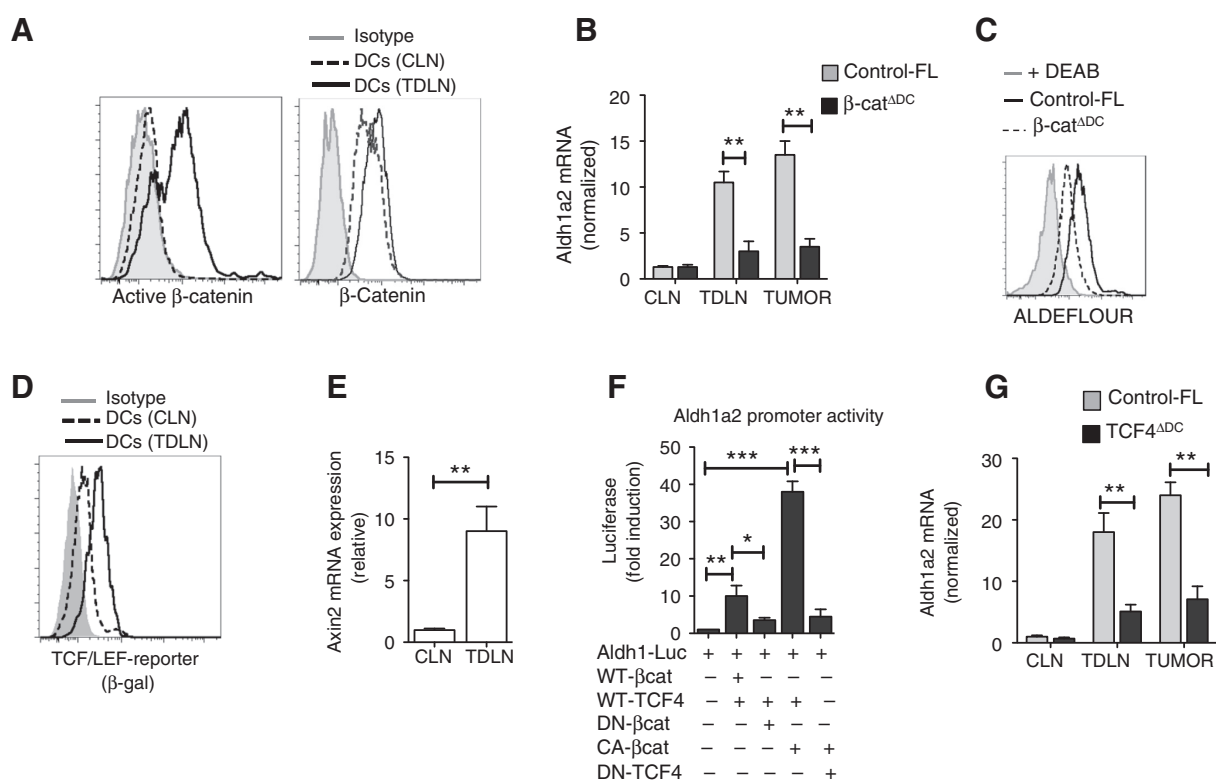 A
Isotype
DCs (CLN)
DCs (TDLN)
Active β-catenin
β-Catenin
B
Control-FL
β-cat^ΔDC
Aldh1a2 mRNA
(normalized)
20
15
10
5
0
**
**
CLN TDLN TUMOR
C
+ DEAB
Control-FL
β-cat^ΔDC
ALDEFLOUR
D
Isotype
DCs (CLN)
DCs (TDLN)
TCF/LEF-reporter
(β-gal)
E
Axin2 mRNA expression
(relative)
15
10
5
0
**
CLN TDLN
F
Aldh1a2 promoter activity
Luciferase
(fold induction)
50
40
30
20
10
0
*** ***
** *
Aldh1-Luc + + + + +
WT-βcat – + – – –
WT-TCF4 – + + + –
DN-βcat – – + – –
CA-βcat – – – + +
DN-TCF4 – – – – +
G
Control-FL
TCF4^ΔDC
Aldh1a2 mRNA
(normalized)
30
20
10
0
**
**
CLN TDLN TUMOR